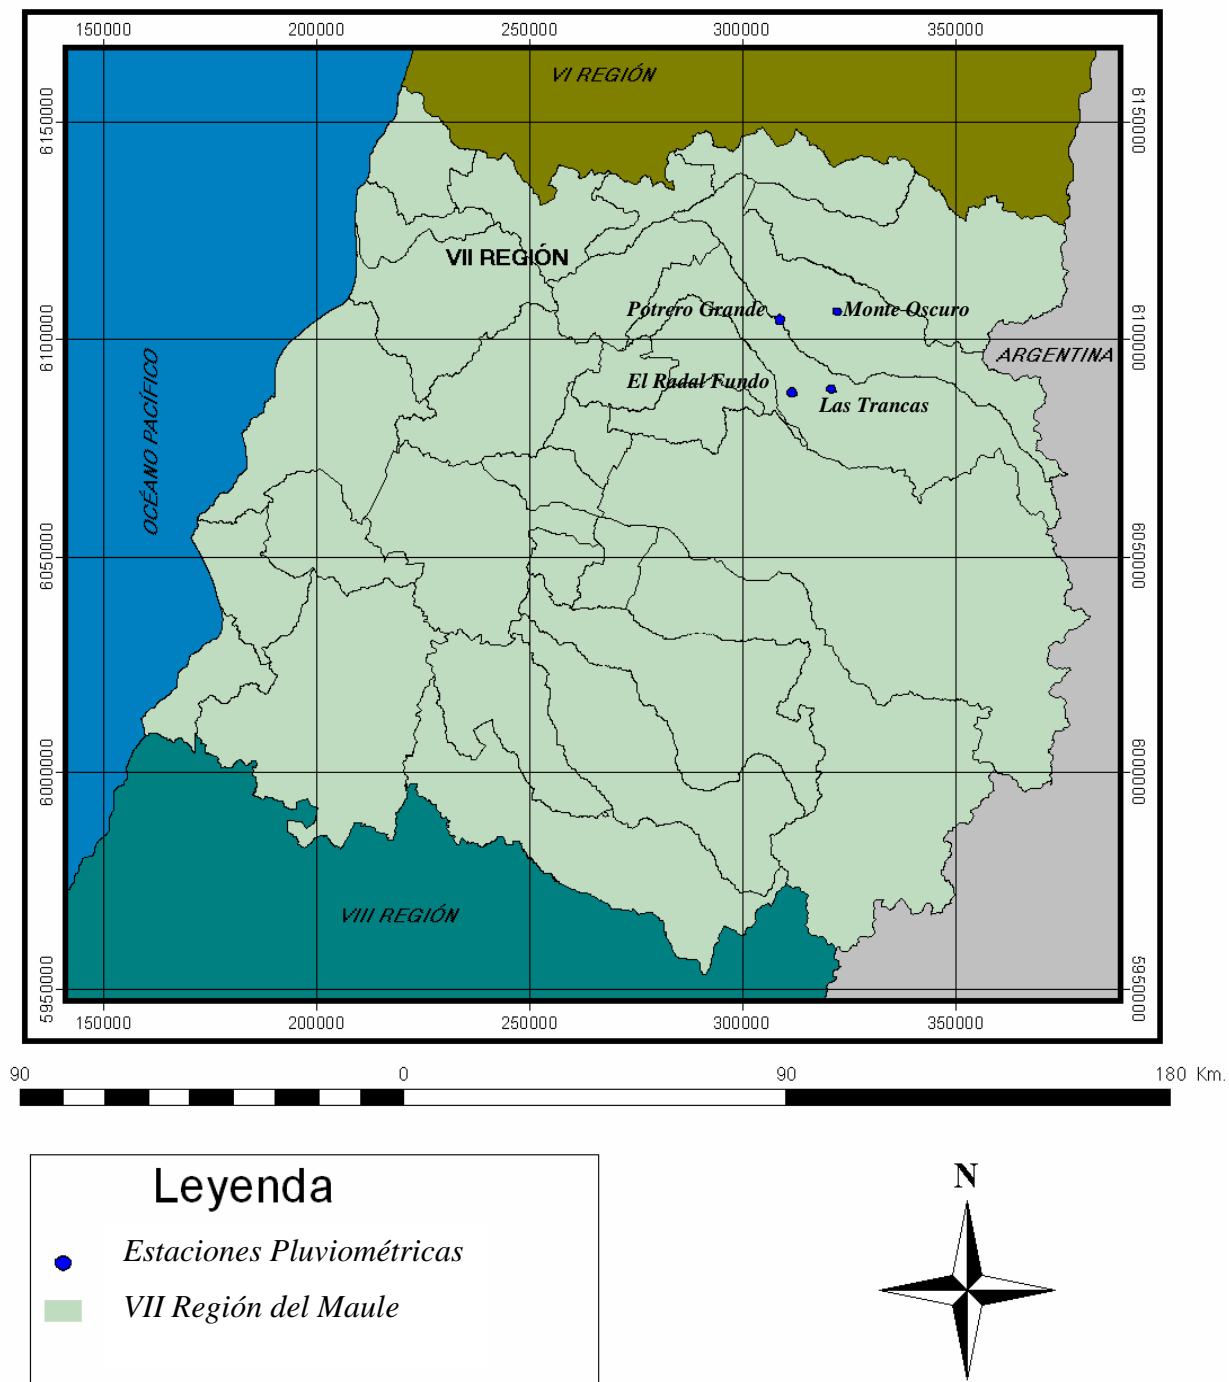 150000 200000 250000 300000 350000
VI REGIÓN
6150000 6150000
VII REGIÓN
Potrero Grande Monte Oscuro
6100000 6100000
ARGENTINA
El Radal Fundo
Las Trancas
OCÉANO PACÍFICO
6050000 6050000
6000000 6000000
VIII REGIÓN
5950000 5950000
150000 200000 250000 300000 350000
90 0 90 180 Km.
Leyenda
Estaciones Pluviométricas
VII Región del Maule
N